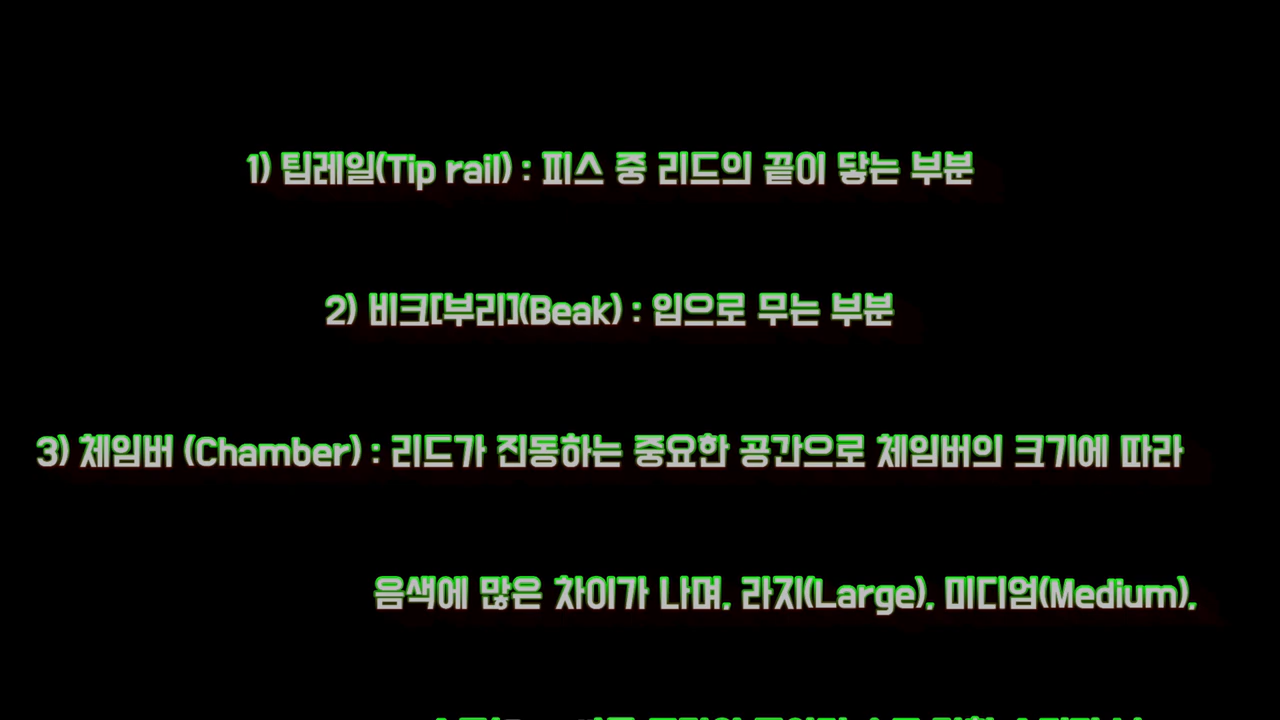 1) 팁레일(Tip rail) : 피스 중 리드의 끝이 닿는 부분
2) 비크[부리](Beak) : 입으로 무는 부분
3) 체임버 (Chamber) : 리드가 진동하는 중요한 공간으로 체임버의 크기에 따라
음색에 많은 차이가 나며, 라지(Large), 미디엄(Medium),